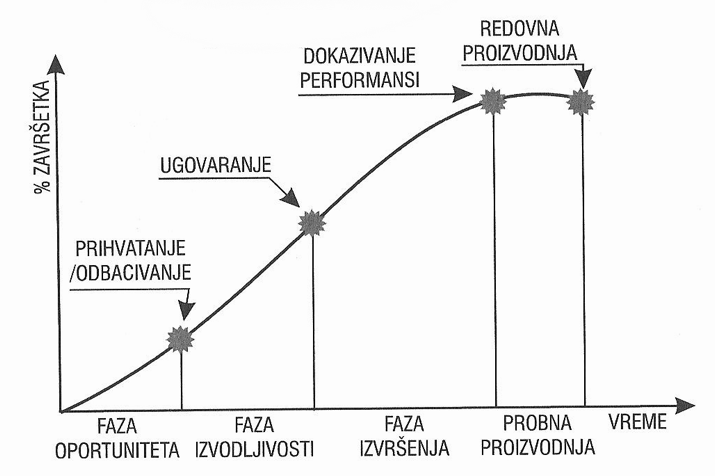 REDOVNA
PROIZVODNJA
DOKAZIVANJE
PERFORMANSI
% ZAVRŠETKA
UGOVARANJE
PRIHVATANJE
/ODBACIVANJE
FAZA
OPORTUNITETA
FAZA
IZVODLJIVOSTI
FAZA
IZVRŠENJA
PROBNA
PROIZVODNJA
VREME